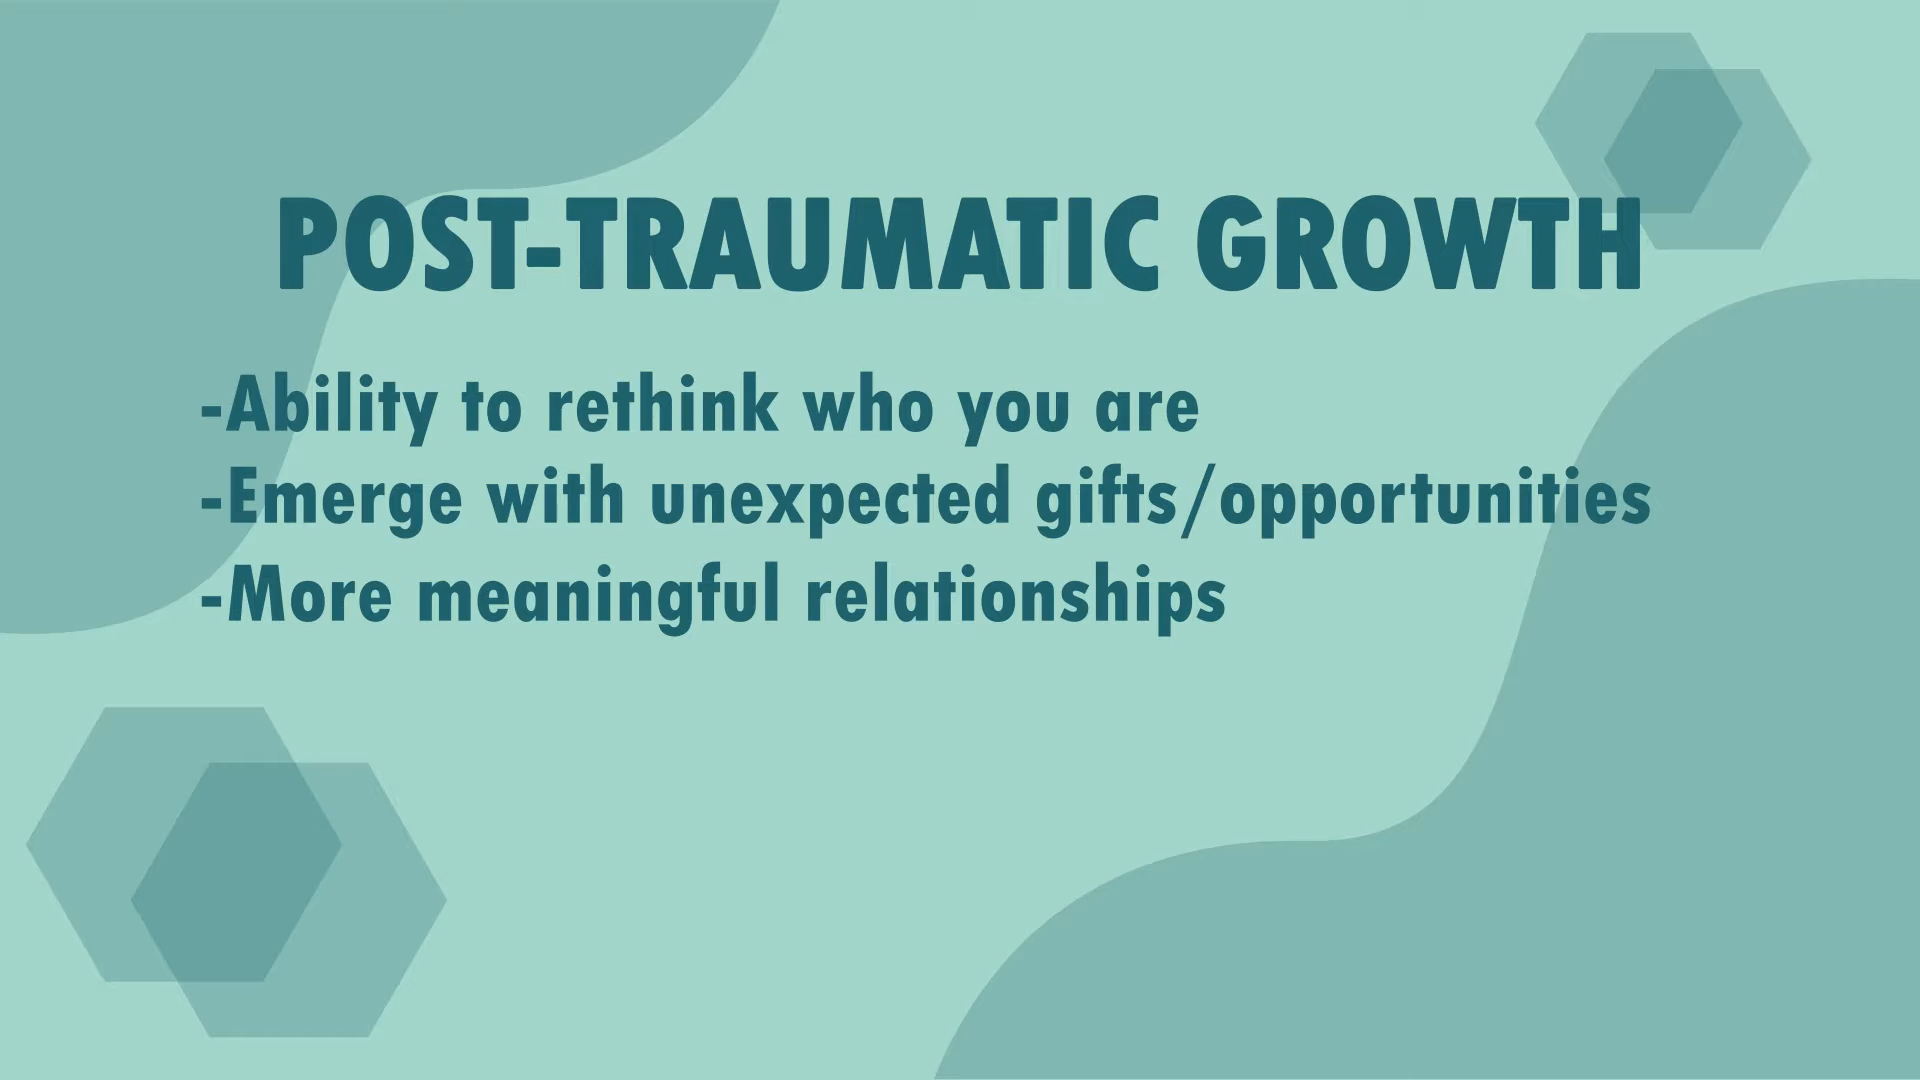 POST-TRAUMATIC GROWTH
-Ability to rethink who you are
-Emerge with unexpected gifts/opportunities
-More meaningful relationships